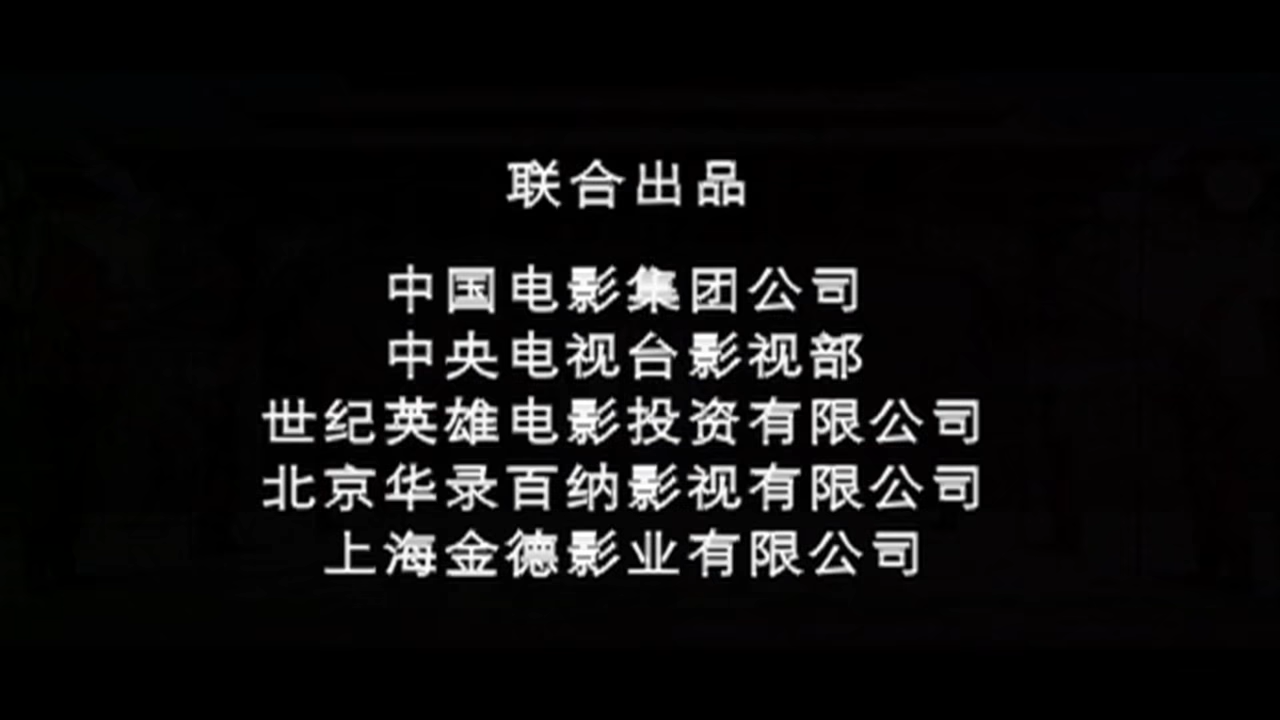 联合出品
中国电影集团公司
中央电视台影视部
世纪英雄电影投资有限公司
北京华录百纳影视有限公司
上海金德影业有限公司